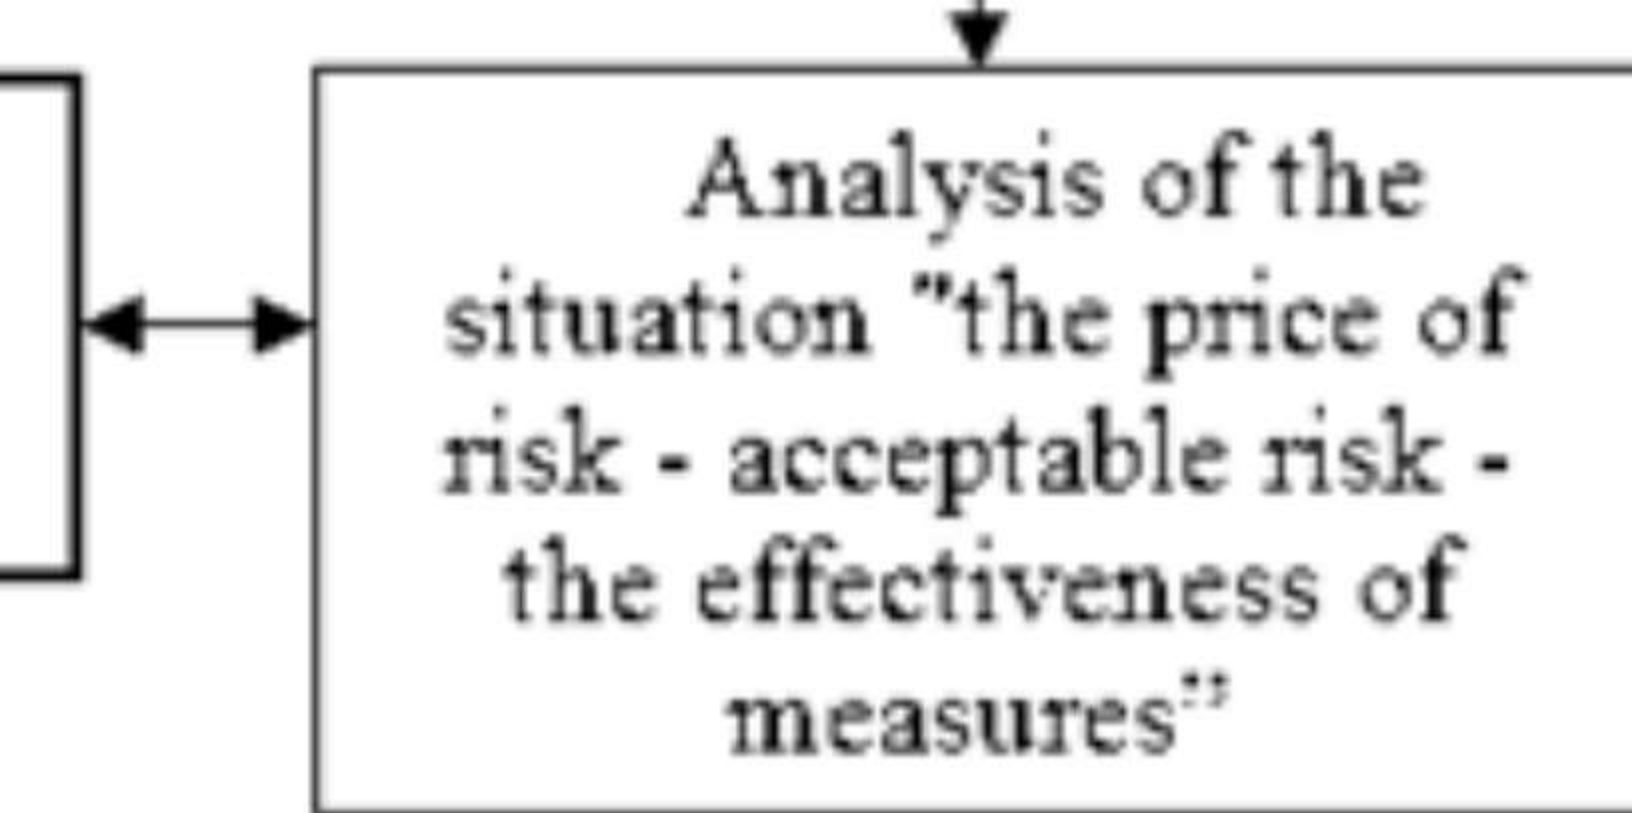 Analysis of the
situation "the price of
risk - acceptable risk -
the effectiveness of
measures”